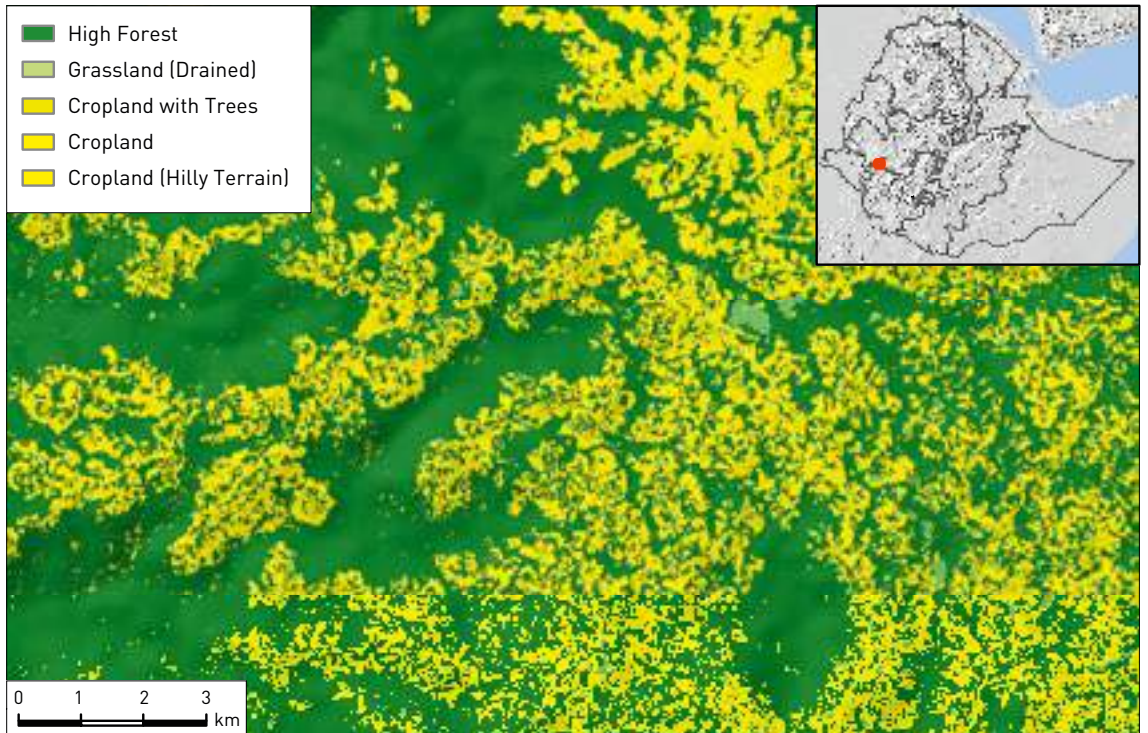 High Forest
Grassland (Drained)
Cropland with Trees
Cropland
Cropland (Hilly Terrain)
0 1 2 3
km